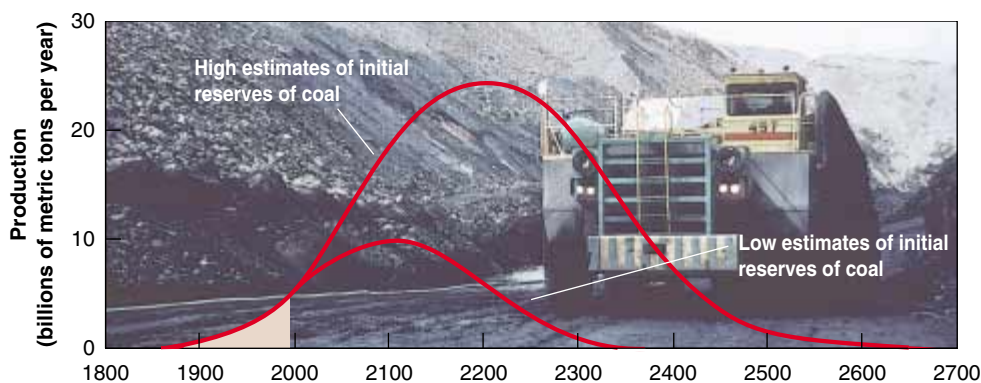 Production
(billions of metric tons per year)
30
20
10
0
High estimates of initial
reserves of coal
Low estimates of initial
reserves of coal
451
1800 1900 2000 2100 2200 2300 2400 2500 2600 2700